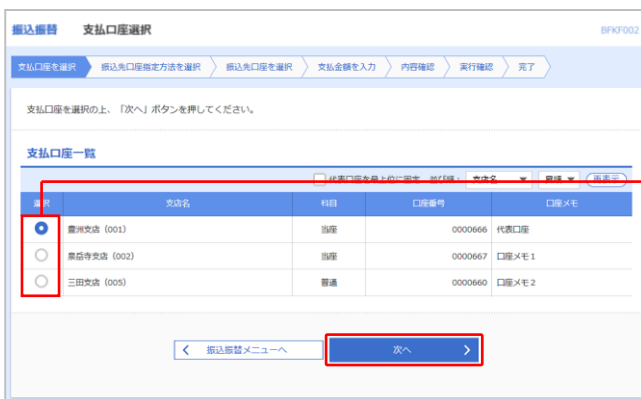 振込振替 支払口座選択 BFKF002
支払口座を選択 振込先口座指定方法を選択 振込先口座を選択 支払金額を入力 内容確認 実行確認 完了
支払口座を選択の上、「次へ」ボタンを押してください。
支払口座一覧
代表口座を最上位に固定 並び順： 支店名 昇順 再表示
選択 支店名 科目 口座番号 口座メモ
豊洲支店（001） 当座 0000666 代表口座
泉岳寺支店（002） 当座 0000667 口座メモ1
三田支店（005） 普通 0000660 口座メモ2
振込振替メニューへ 次へ